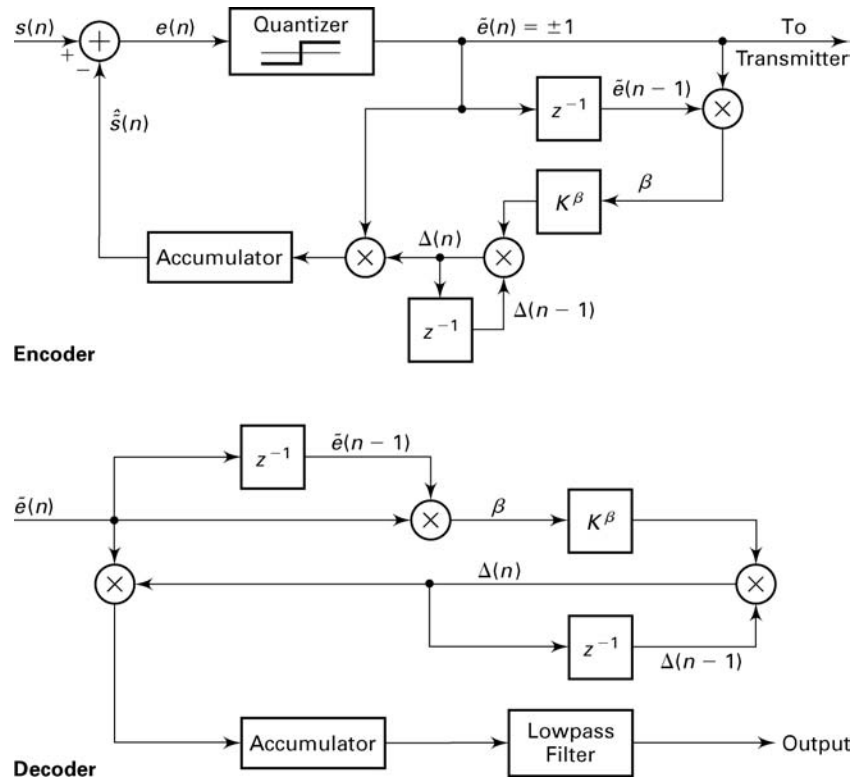 s(n)
e(n)
Quantizer
ẽ(n) = ±1
To
Transmitter
+
+
−
z⁻¹
ẽ(n − 1)
×
ŝ̂(n)
K^β
β
Accumulator
×
Δ(n)
×
z⁻¹
Δ(n − 1)
Encoder
z⁻¹
ẽ(n − 1)
ẽ(n)
×
β
K^β
×
Δ(n)
×
z⁻¹
Δ(n − 1)
Accumulator
Lowpass
Filter
Output
Decoder